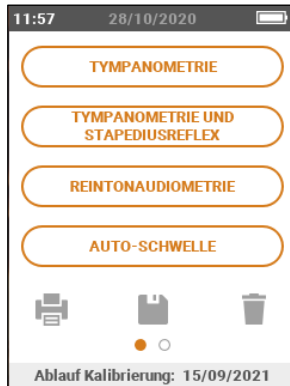 11:57 28/10/2020
TYMPANOMETRIE
TYMPANOMETRIE UND
STAPEDIUSREFLEX
REINTONAUDIOMETRIE
AUTO-SCHWELLE
Ablauf Kalibrierung: 15/09/2021